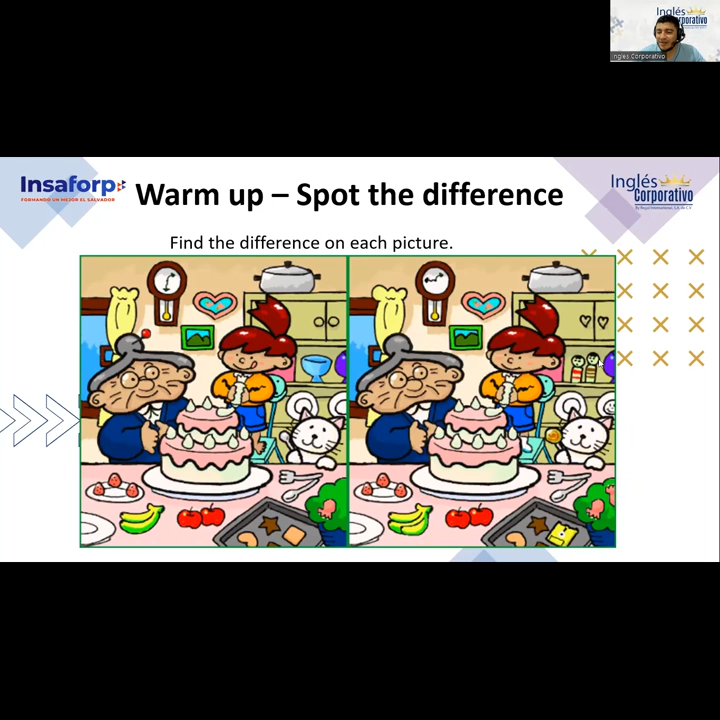 Inglés
Corporativo
Inglés Corporativo
Insaforp
FORMANDO UN MEJOR EL SALVADOR
Warm up – Spot the difference
Inglés
Corporativo
Find the difference on each picture.